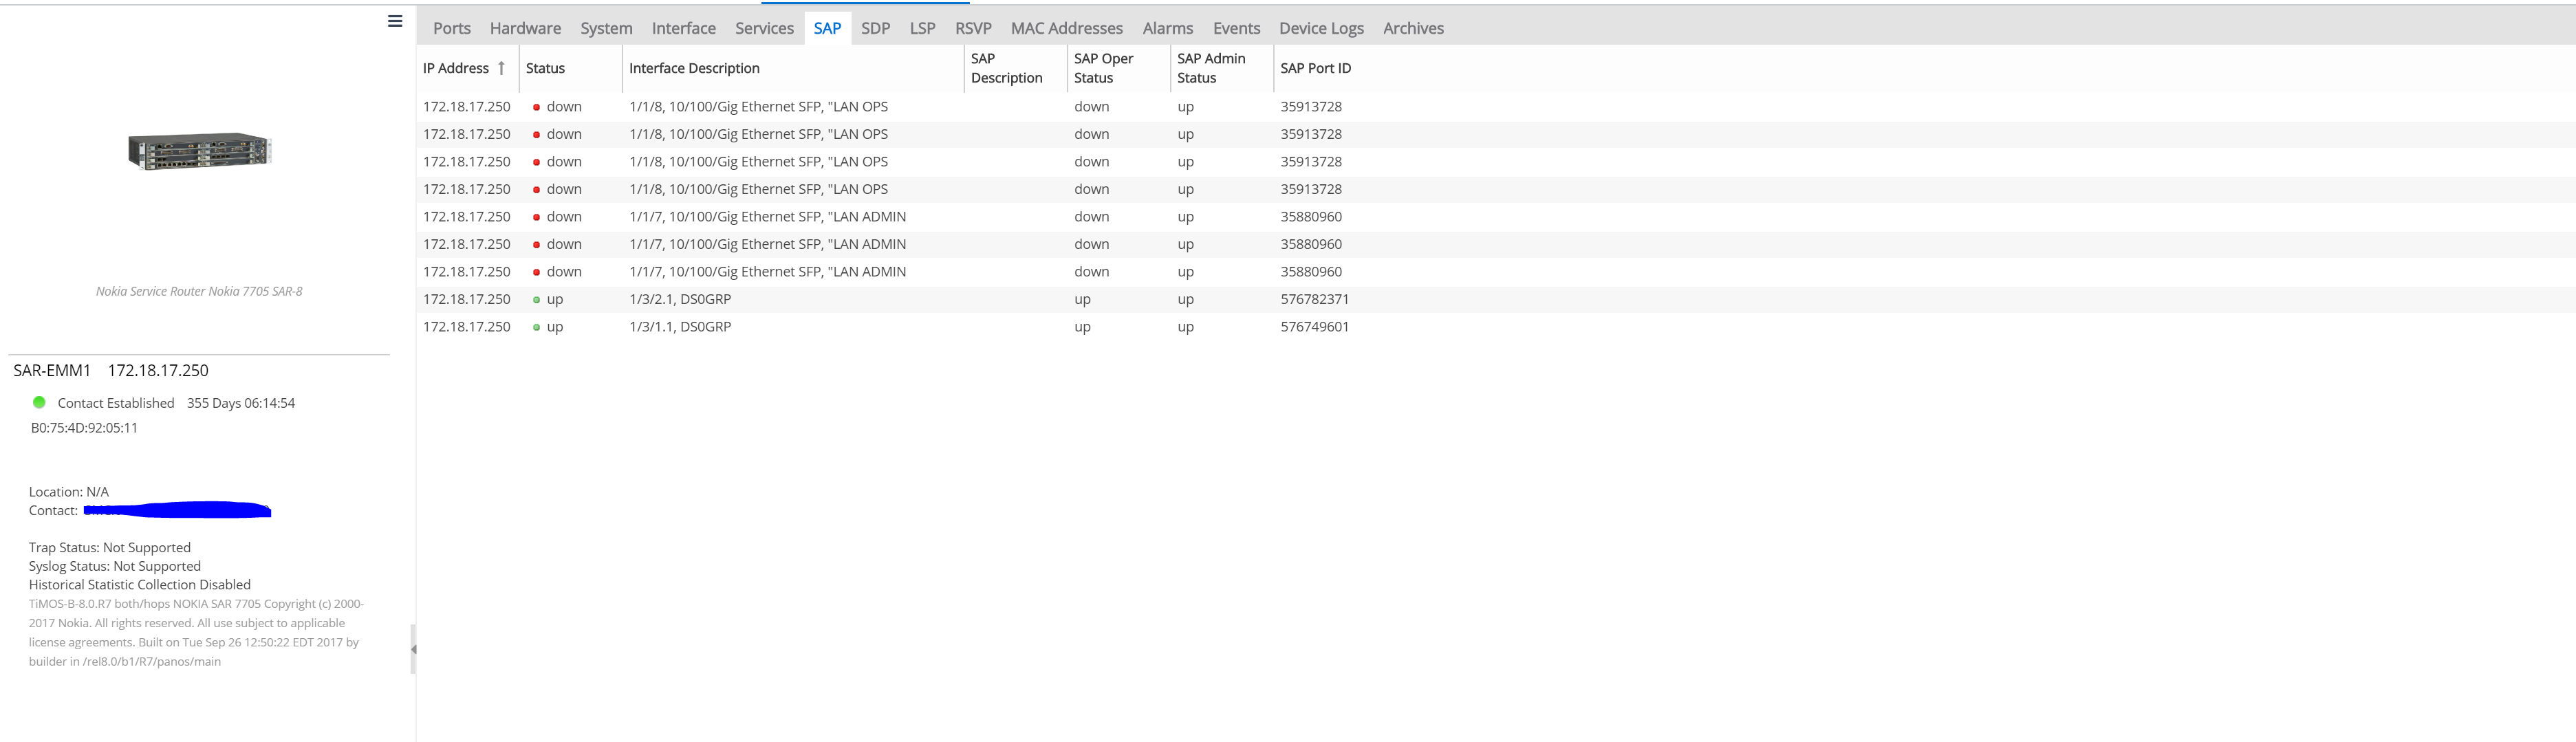 Ports Hardware System Interface Services SAP SDP LSP RSVP MAC Addresses Alarms Events Device Logs Archives
IP Address ↑ Status Interface Description SAP Description SAP Oper Status SAP Admin Status SAP Port ID
172.18.17.250 down 1/1/8, 10/100/Gig Ethernet SFP, "LAN OPS down up 35913728
172.18.17.250 down 1/1/8, 10/100/Gig Ethernet SFP, "LAN OPS down up 35913728
172.18.17.250 down 1/1/8, 10/100/Gig Ethernet SFP, "LAN OPS down up 35913728
172.18.17.250 down 1/1/8, 10/100/Gig Ethernet SFP, "LAN OPS down up 35913728
172.18.17.250 down 1/1/7, 10/100/Gig Ethernet SFP, "LAN ADMIN down up 35880960
172.18.17.250 down 1/1/7, 10/100/Gig Ethernet SFP, "LAN ADMIN down up 35880960
172.18.17.250 down 1/1/7, 10/100/Gig Ethernet SFP, "LAN ADMIN down up 35880960
172.18.17.250 up 1/3/2.1, DS0GRP up up 576782371
172.18.17.250 up 1/3/1.1, DS0GRP up up 576749601
Nokia Service Router Nokia 7705 SAR-8
SAR-EMM1 172.18.17.250
Contact Established 355 Days 06:14:54
B0:75:4D:92:05:11
Location: N/A
Contact:
Trap Status: Not Supported
Syslog Status: Not Supported
Historical Statistic Collection Disabled
TiMOS-B-8.0.R7 both/hops NOKIA SAR 7705 Copyright (c) 2000-
2017 Nokia. All rights reserved. All use subject to applicable
license agreements. Built on Tue Sep 26 12:50:22 EDT 2017 by
builder in /rel8.0/b1/R7/panos/main